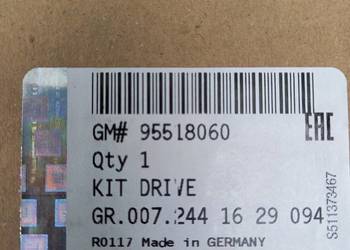 GM# 95518060
EAC
Qty 1
KIT DRIVE
GR.007.244 16 29 094
R0117 Made in GERMANY
S511373467